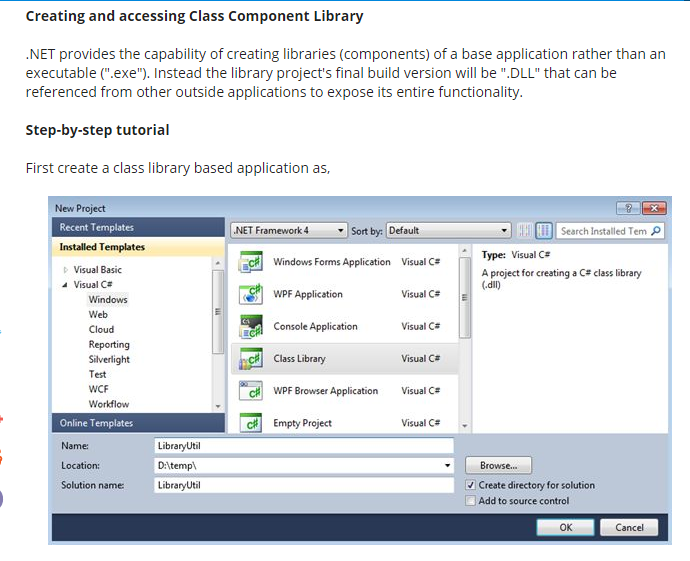 Creating and accessing Class Component Library
.NET provides the capability of creating libraries (components) of a base application rather than an
executable (".exe"). Instead the library project's final build version will be ".DLL" that can be
referenced from other outside applications to expose its entire functionality.
Step-by-step tutorial
First create a class library based application as,
New Project
Recent Templates
.NET Framework 4
Sort by: Default
Search Installed Tem
Installed Templates
Visual Basic
Visual C#
Windows
Web
Cloud
Reporting
Silverlight
Test
WCF
Workflow
Online Templates
Windows Forms Application Visual C#
WPF Application Visual C#
Console Application Visual C#
Class Library Visual C#
WPF Browser Application Visual C#
Empty Project Visual C#
Type: Visual C#
A project for creating a C# class library
(.dll)
Name: LibraryUtil
Location: D:\temp\
Browse...
Solution name: LibraryUtil
Create directory for solution
Add to source control
OK
Cancel